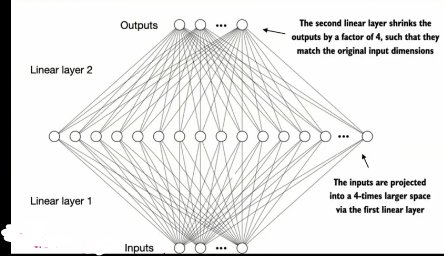 Outputs
The second linear layer shrinks the
outputs by a factor of 4, such that they
match the original input dimensions
Linear layer 2
The inputs are projected
into a 4-times larger space
via the first linear layer
Linear layer 1
Inputs